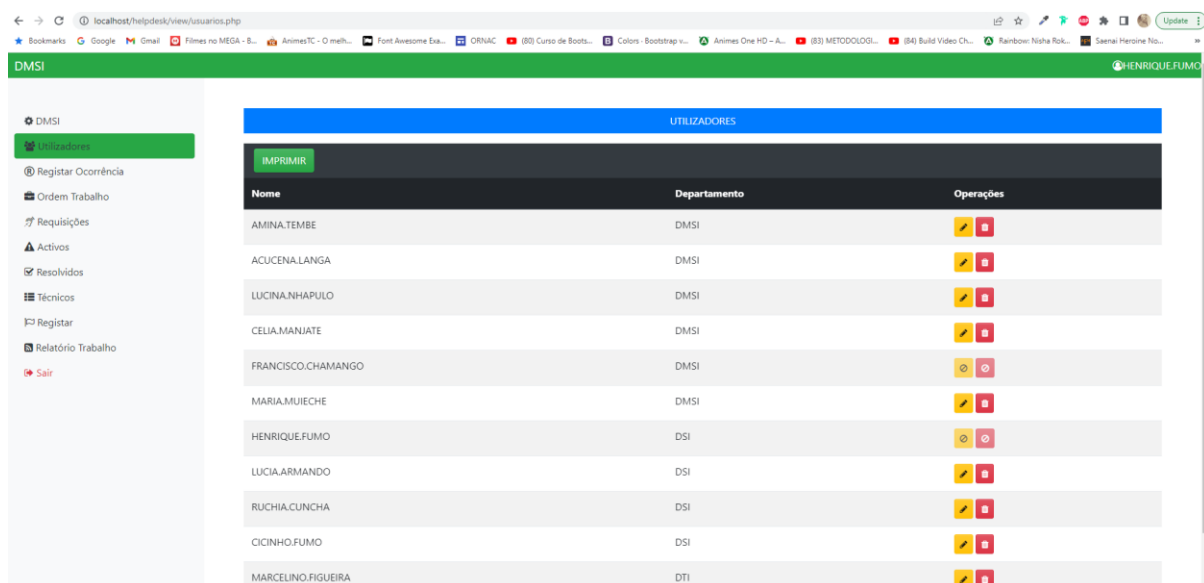 localhost/helpdesk/view/usuarios.php Update
Bookmarks Google Gmail Filmes no MEGA - B... AnimesTC - O melh... Font Awesome Exa... ORNAC (80) Curso de Boots... Colors · Bootstrap v... Animes One HD – A... (83) METODOLOGI... (84) Build Video Ch... Rainbow: Nisha Rok... Saenai Heroine No... »
DMSI HENRIQUE.FUMO
DMSI
Utilizadores
Registar Ocorrência
Ordem Trabalho
Requisições
Activos
Resolvidos
Técnicos
Registar
Relatório Trabalho
Sair
UTILIZADORES
IMPRIMIR
Nome Departamento Operações
AMINA.TEMBE DMSI
ACUCENA.LANGA DMSI
LUCINA.NHAPULO DMSI
CELIA.MANJATE DMSI
FRANCISCO.CHAMANGO DMSI
MARIA.MUIECHE DMSI
HENRIQUE.FUMO DSI
LUCIA.ARMANDO DSI
RUCHIA.CUNCHA DSI
CICINHO.FUMO DSI
MARCELINO.FIGUEIRA DTI